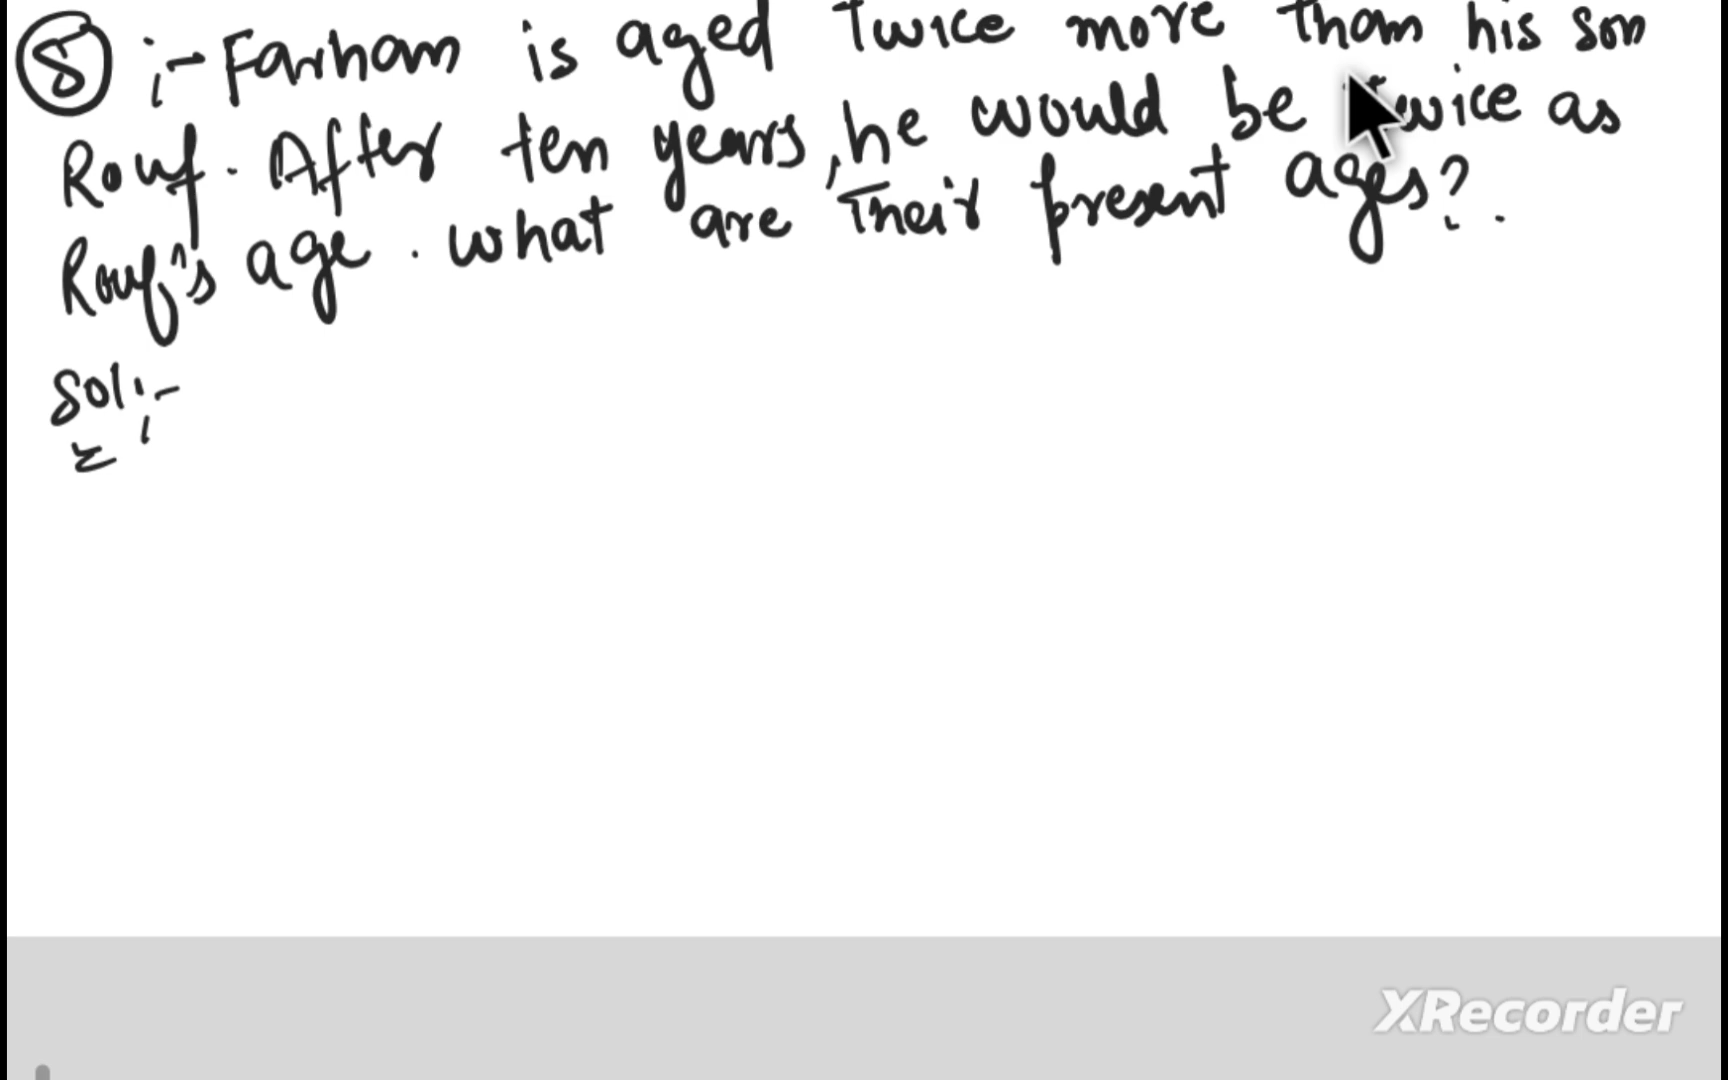 8 :- Farham is aged Twice more than his son
Rouf. After ten years, he would be twice as
Rouf's age. what are Their present ages?.
Sol:-
XRecorder